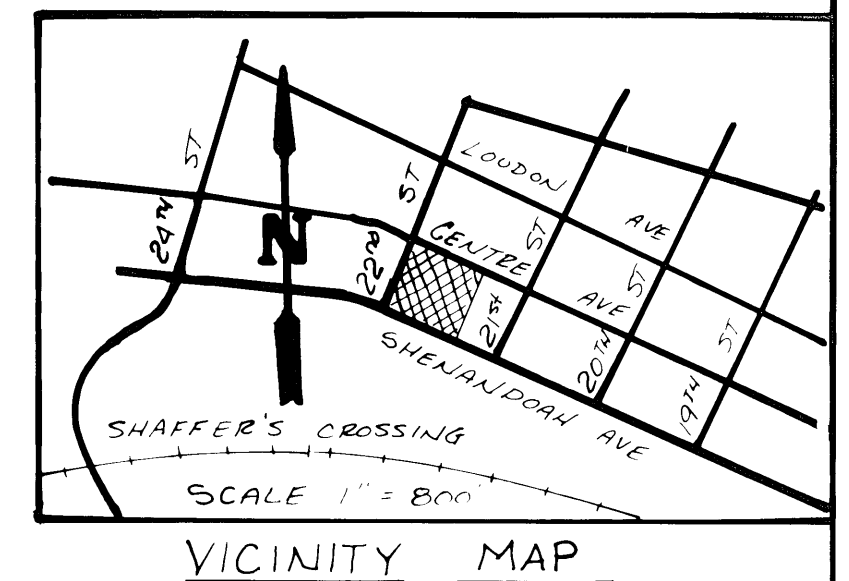 24TH ST
N
22ND ST
LOUDON AVE
CENTRE AVE
21ST ST
20TH ST
19TH ST
SHENANDOAH AVE
SHAFFER'S CROSSING
SCALE 1" = 800'
VICINITY MAP